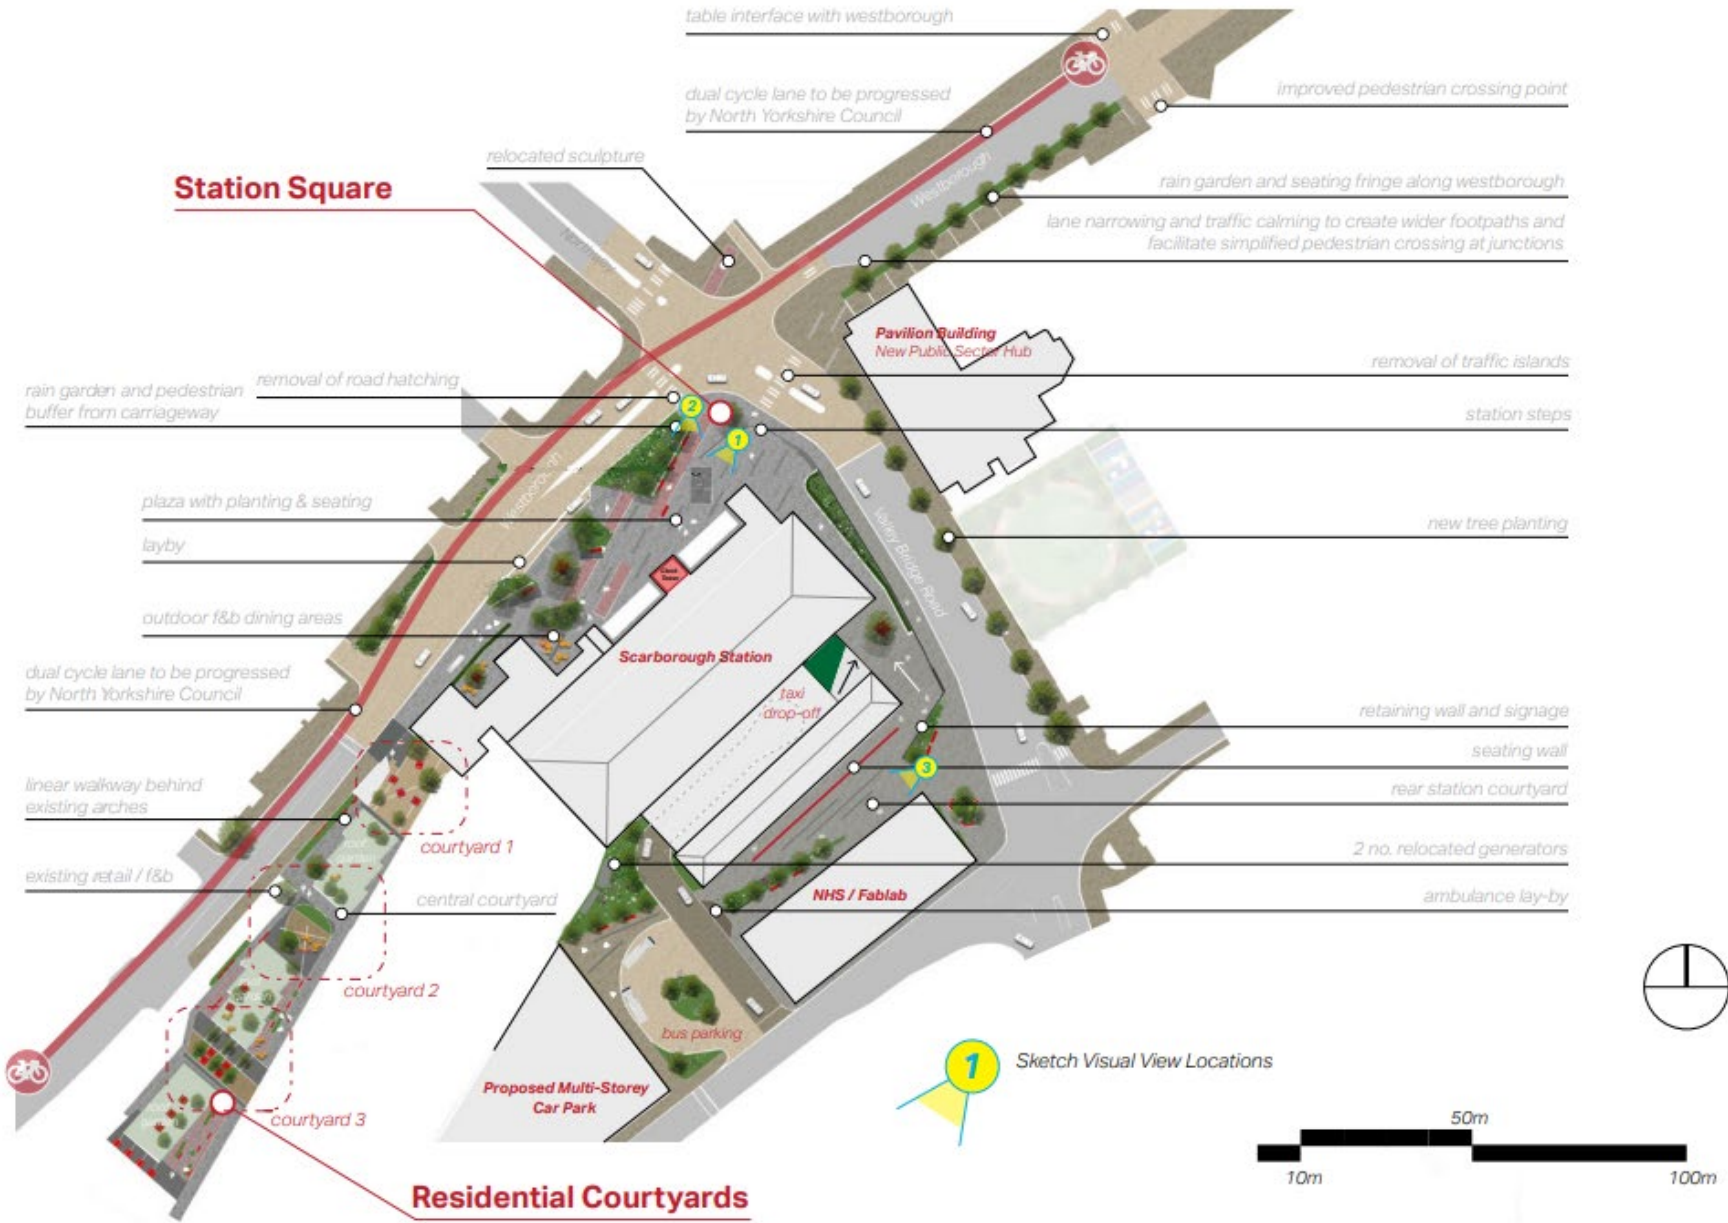 table interface with westborough
dual cycle lane to be progressed
by North Yorkshire Council
improved pedestrian crossing point
relocated sculpture
Station Square
Westborough
rain garden and seating fringe along westborough
lane narrowing and traffic calming to create wider footpaths and
facilitate simplified pedestrian crossing at junctions
Northway
Pavilion Building
New Public Sector Hub
removal of traffic islands
removal of road hatching
rain garden and pedestrian
buffer from carriageway
2
1
station steps
Westborough
plaza with planting & seating
layby
Valley Bridge Road
new tree planting
Clock
Tower
outdoor f&b dining areas
Scarborough Station
dual cycle lane to be progressed
by North Yorkshire Council
taxi
drop-off
retaining wall and signage
seating wall
3
rear station courtyard
linear walkway behind
existing arches
courtyard 1
2 no. relocated generators
existing retail / f&b
central courtyard
NHS / Fablab
ambulance lay-by
courtyard 2
bus parking
1
Sketch Visual View Locations
Proposed Multi-Storey
Car Park
courtyard 3
Residential Courtyards
50m
10m
100m